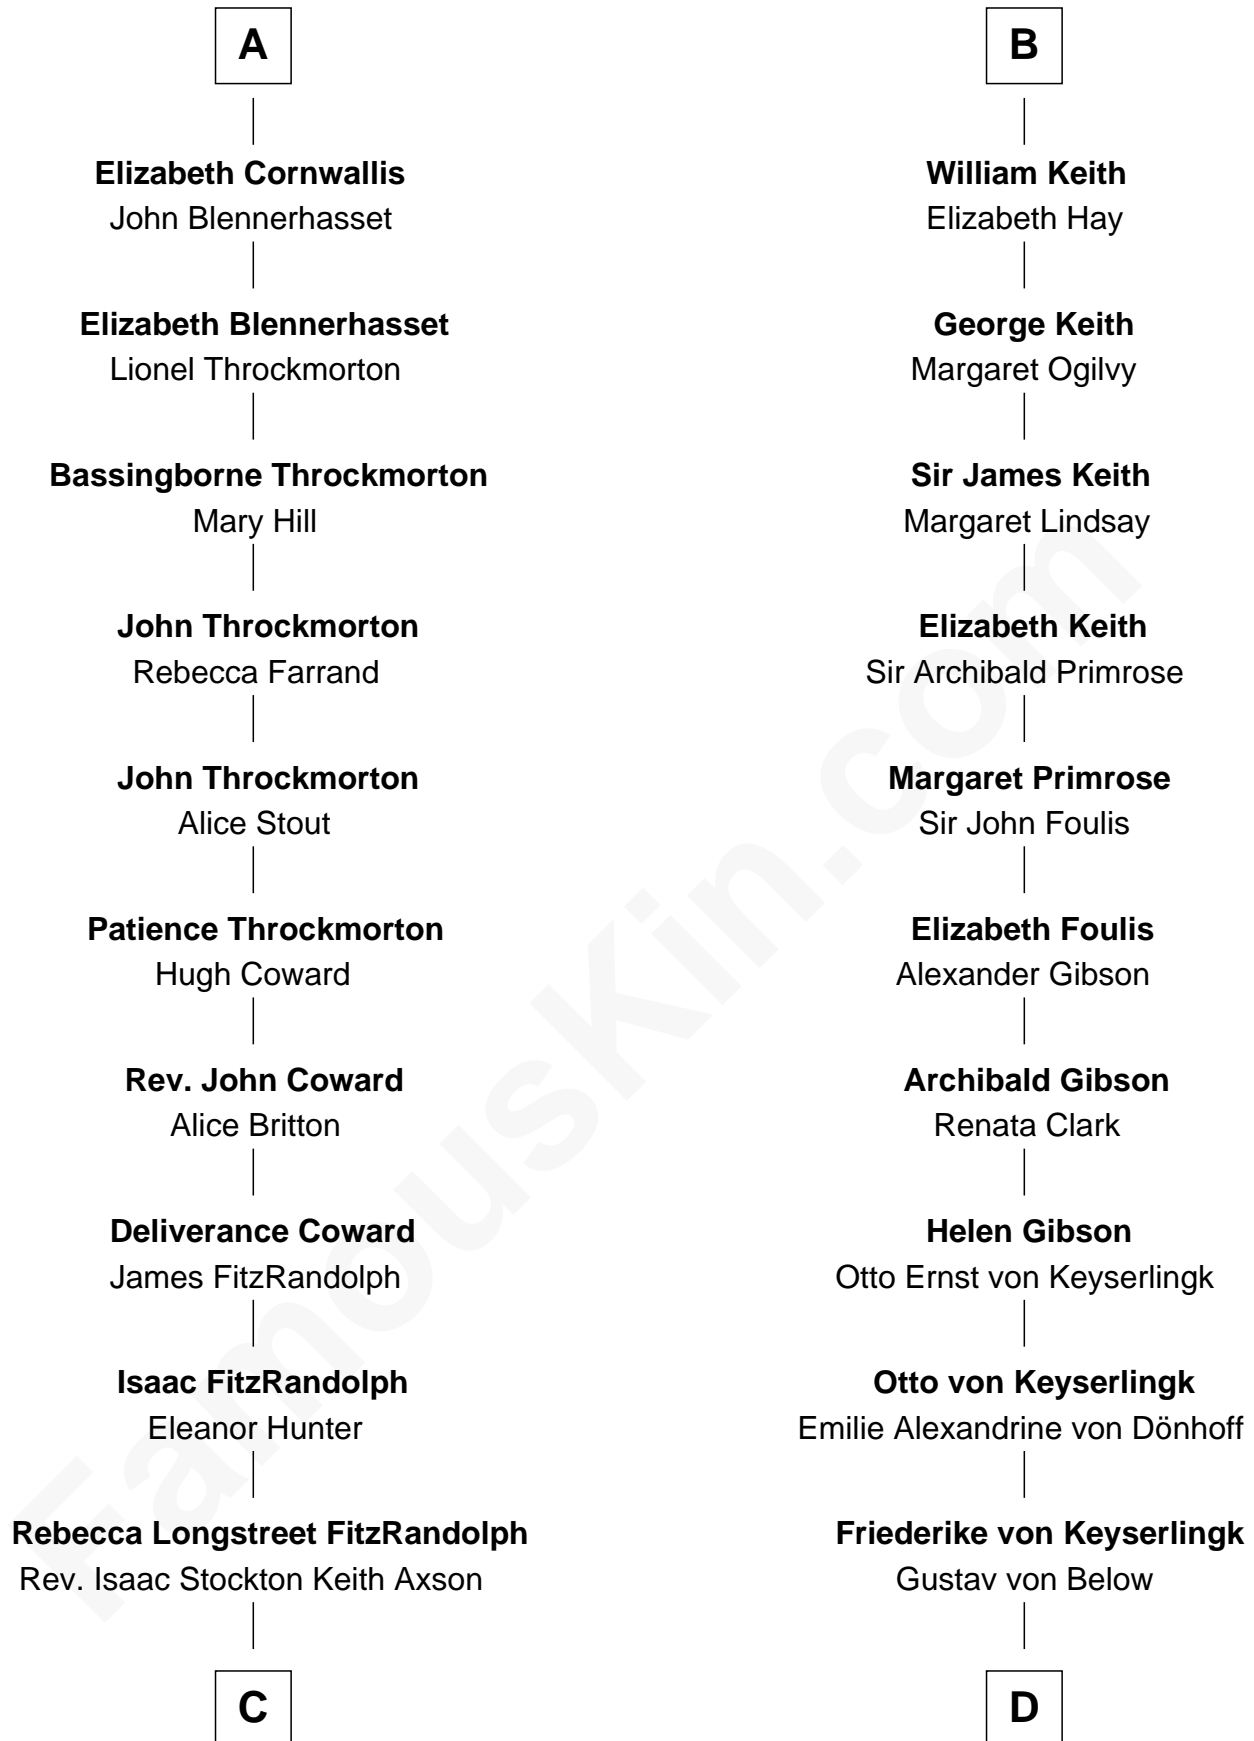 A
Elizabeth Cornwallis
John Blennerhasset
Elizabeth Blennerhasset
Lionel Throckmorton
Bassingborne Throckmorton
Mary Hill
John Throckmorton
Rebecca Farrand
John Throckmorton
Alice Stout
Patience Throckmorton
Hugh Coward
Rev. John Coward
Alice Britton
Deliverance Coward
James FitzRandolph
Isaac FitzRandolph
Eleanor Hunter
Rebecca Longstreet FitzRandolph
Rev. Isaac Stockton Keith Axson
C
B
William Keith
Elizabeth Hay
George Keith
Margaret Ogilvy
Sir James Keith
Margaret Lindsay
Elizabeth Keith
Sir Archibald Primrose
Margaret Primrose
Sir John Foulis
Elizabeth Foulis
Alexander Gibson
Archibald Gibson
Renata Clark
Helen Gibson
Otto Ernst von Keyserlingk
Otto von Keyserlingk
Emilie Alexandrine von Dönhoff
Friederike von Keyserlingk
Gustav von Below
D
FamousKin.com